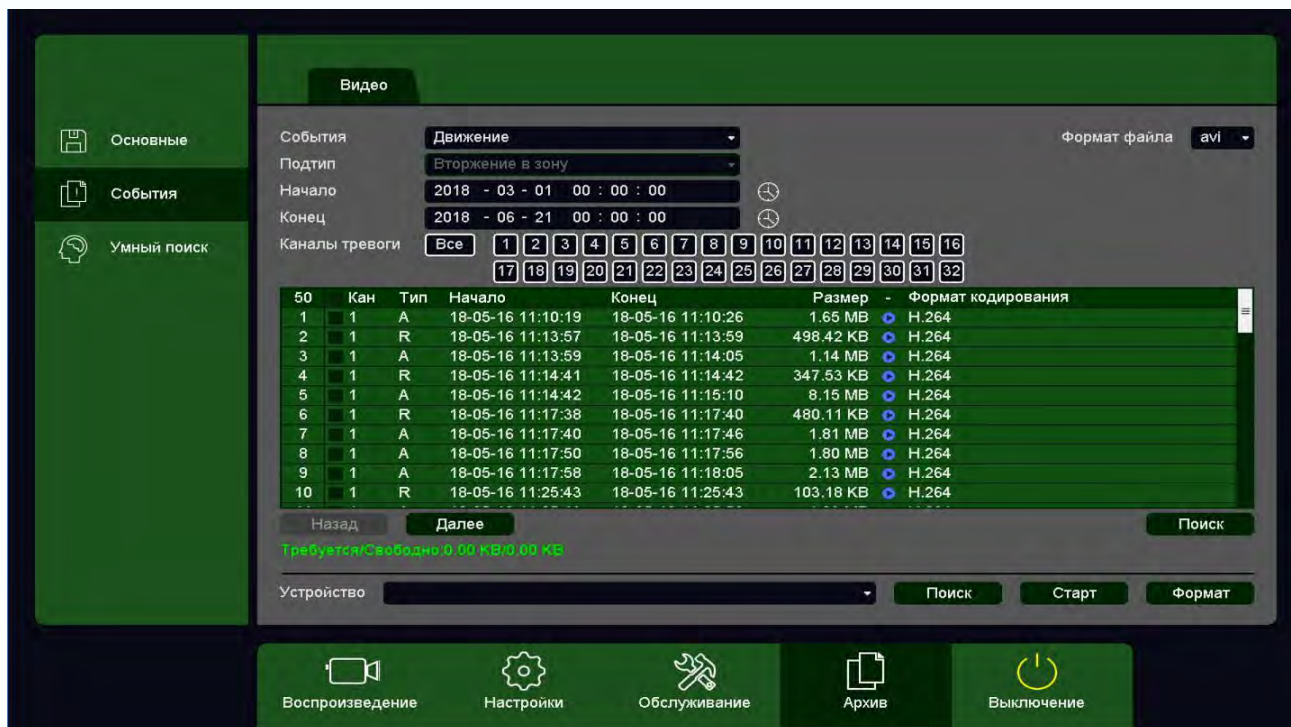 Видео
Основные
События
Умный поиск
События Движение Формат файла avi
Подтип Вторжение в зону
Начало 2018 - 03 - 01 00 : 00 : 00
Конец 2018 - 06 - 21 00 : 00 : 00
Каналы тревоги Все 1 2 3 4 5 6 7 8 9 10 11 12 13 14 15 16
17 18 19 20 21 22 23 24 25 26 27 28 29 30 31 32
50 Кан Тип Начало Конец Размер - Формат кодирования
1 1 A 18-05-16 11:10:19 18-05-16 11:10:26 1.65 MB H.264
2 1 R 18-05-16 11:13:57 18-05-16 11:13:59 498.42 KB H.264
3 1 A 18-05-16 11:13:59 18-05-16 11:14:05 1.14 MB H.264
4 1 R 18-05-16 11:14:41 18-05-16 11:14:42 347.53 KB H.264
5 1 A 18-05-16 11:14:42 18-05-16 11:15:10 8.15 MB H.264
6 1 R 18-05-16 11:17:38 18-05-16 11:17:40 480.11 KB H.264
7 1 A 18-05-16 11:17:40 18-05-16 11:17:46 1.81 MB H.264
8 1 A 18-05-16 11:17:50 18-05-16 11:17:56 1.80 MB H.264
9 1 A 18-05-16 11:17:58 18-05-16 11:18:05 2.13 MB H.264
10 1 R 18-05-16 11:25:43 18-05-16 11:25:43 103.18 KB H.264
Назад Далее Поиск
Требуется/Свободно:0.00 KB/0.00 KB
Устройство Поиск Старт Формат
Воспроизведение Настройки Обслуживание Архив Выключение